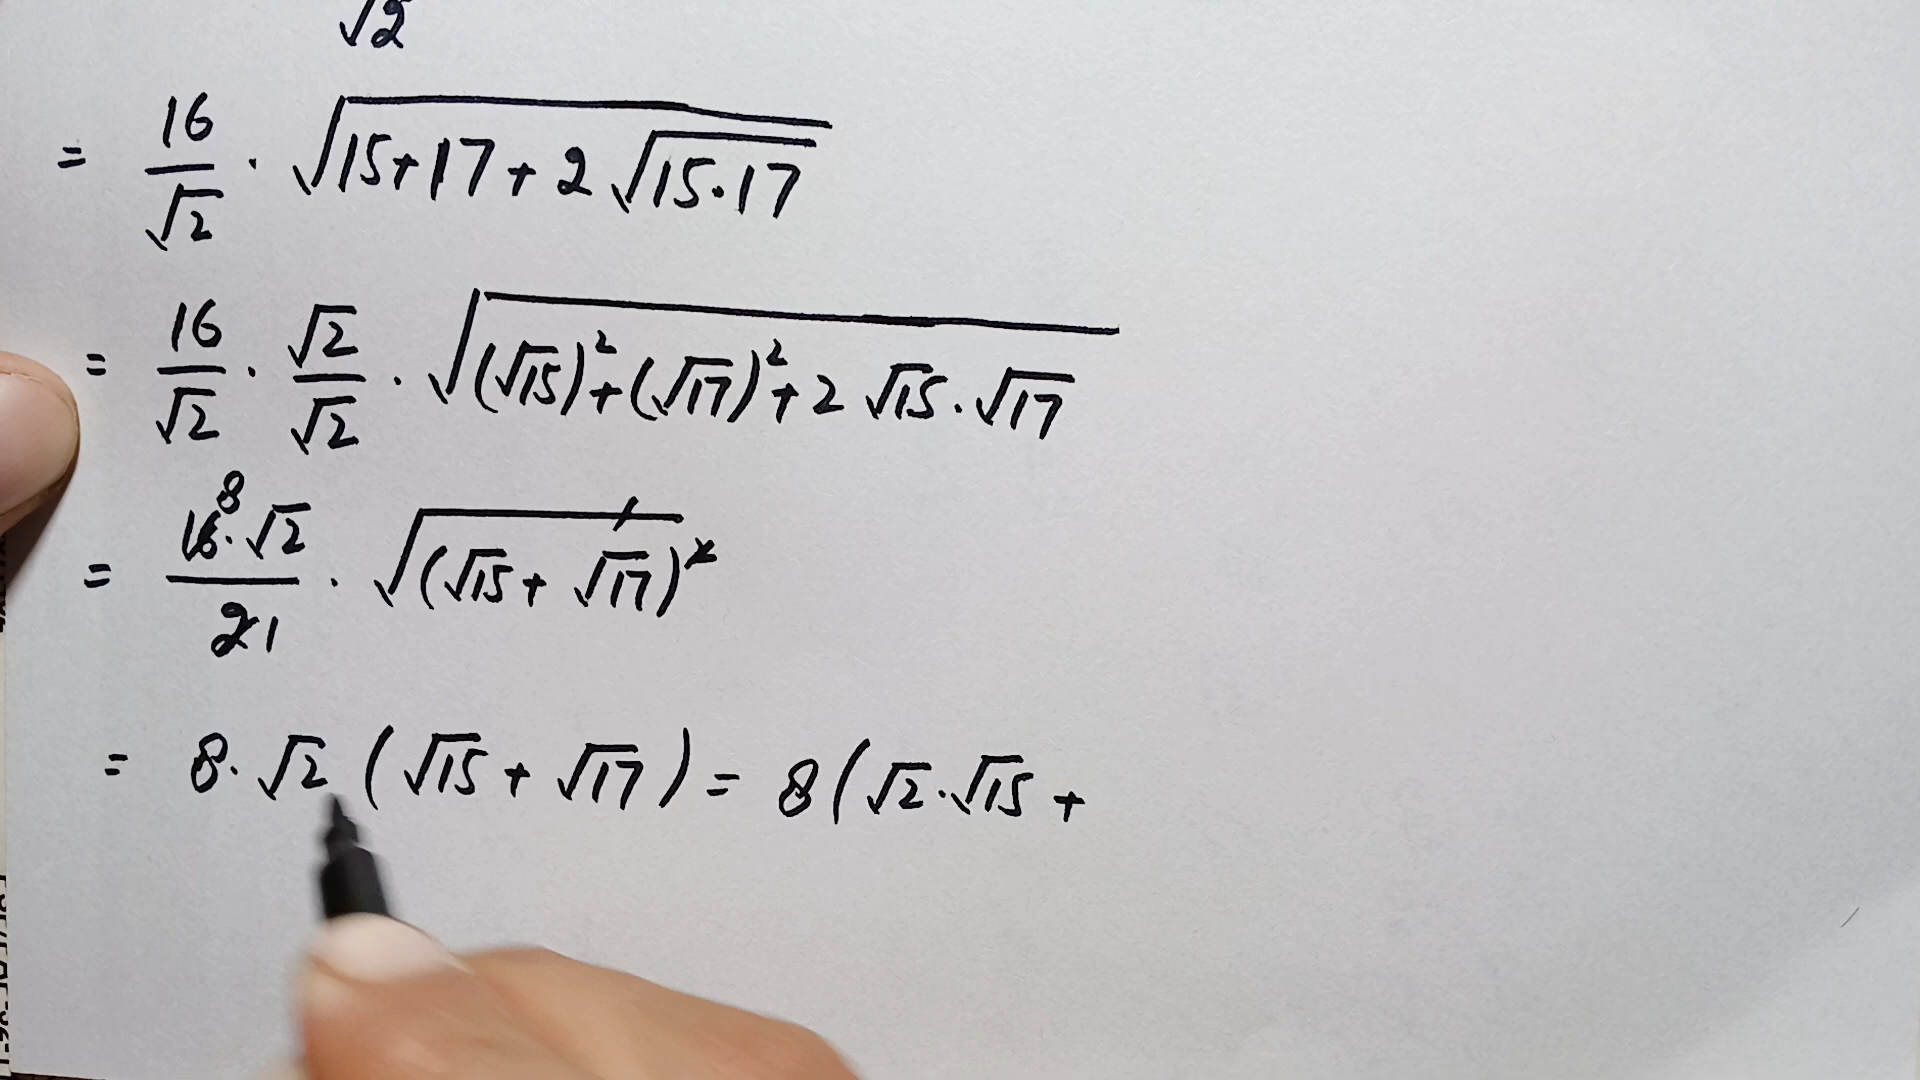 √2
= 16/√2 · √(15+17+2√(15·17))
= 16/√2 · √2/√2 · √((√15)²+(√17)²+2√15·√17)
= 16 8·√2/2 1 · √((√15+√17)²)
= 8·√2(√15+√17) = 8(√2·√15+